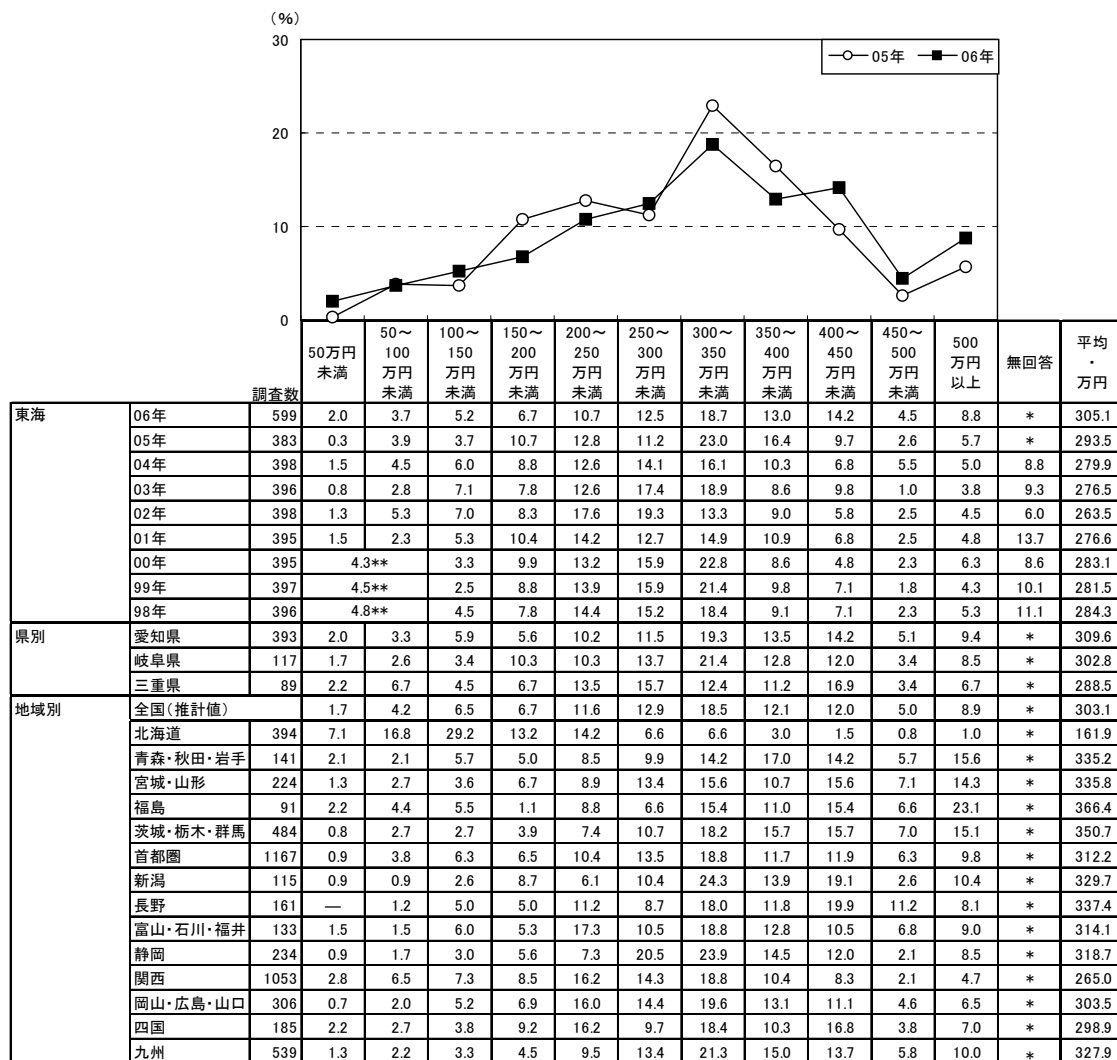 （％）
30
20
10
0
05年 06年
調査数 50万円未満 50～100万円未満 100～150万円未満 150～200万円未満 200～250万円未満 250～300万円未満 300～350万円未満 350～400万円未満 400～450万円未満 450～500万円未満 500万円以上 無回答 平均・万円
東海 06年 599 2.0 3.7 5.2 6.7 10.7 12.5 18.7 13.0 14.2 4.5 8.8 * 305.1
05年 383 0.3 3.9 3.7 10.7 12.8 11.2 23.0 16.4 9.7 2.6 5.7 * 293.5
04年 398 1.5 4.5 6.0 8.8 12.6 14.1 16.1 10.3 6.8 5.5 5.0 8.8 279.9
03年 396 0.8 2.8 7.1 7.8 12.6 17.4 18.9 8.6 9.8 1.0 3.8 9.3 276.5
02年 398 1.3 5.3 7.0 8.3 17.6 19.3 13.3 9.0 5.8 2.5 4.5 6.0 263.5
01年 395 1.5 2.3 5.3 10.4 14.2 12.7 14.9 10.9 6.8 2.5 4.8 13.7 276.6
00年 395 4.3** 3.3 9.9 13.2 15.9 22.8 8.6 4.8 2.3 6.3 8.6 283.1
99年 397 4.5** 2.5 8.8 13.9 15.9 21.4 9.8 7.1 1.8 4.3 10.1 281.5
98年 396 4.8** 4.5 7.8 14.4 15.2 18.4 9.1 7.1 2.3 5.3 11.1 284.3
県別 愛知県 393 2.0 3.3 5.9 5.6 10.2 11.5 19.3 13.5 14.2 5.1 9.4 * 309.6
岐阜県 117 1.7 2.6 3.4 10.3 10.3 13.7 21.4 12.8 12.0 3.4 8.5 * 302.8
三重県 89 2.2 6.7 4.5 6.7 13.5 15.7 12.4 11.2 16.9 3.4 6.7 * 288.5
地域別 全国（推計値） 1.7 4.2 6.5 6.7 11.6 12.9 18.5 12.1 12.0 5.0 8.9 * 303.1
北海道 394 7.1 16.8 29.2 13.2 14.2 6.6 6.6 3.0 1.5 0.8 1.0 * 161.9
青森・秋田・岩手 141 2.1 2.1 5.7 5.0 8.5 9.9 14.2 17.0 14.2 5.7 15.6 * 335.2
宮城・山形 224 1.3 2.7 3.6 6.7 8.9 13.4 15.6 10.7 15.6 7.1 14.3 * 335.8
福島 91 2.2 4.4 5.5 1.1 8.8 6.6 15.4 11.0 15.4 6.6 23.1 * 366.4
茨城・栃木・群馬 484 0.8 2.7 2.7 3.9 7.4 10.7 18.2 15.7 15.7 7.0 15.1 * 350.7
首都圏 1167 0.9 3.8 6.3 6.5 10.4 13.5 18.8 11.7 11.9 6.3 9.8 * 312.2
新潟 115 0.9 0.9 2.6 8.7 6.1 10.4 24.3 13.9 19.1 2.6 10.4 * 329.7
長野 161 ― 1.2 5.0 5.0 11.2 8.7 18.0 11.8 19.9 11.2 8.1 * 337.4
富山・石川・福井 133 1.5 1.5 6.0 5.3 17.3 10.5 18.8 12.8 10.5 6.8 9.0 * 314.1
静岡 234 0.9 1.7 3.0 5.6 7.3 20.5 23.9 14.5 12.0 2.1 8.5 * 318.7
関西 1053 2.8 6.5 7.3 8.5 16.2 14.3 18.8 10.4 8.3 2.1 4.7 * 265.0
岡山・広島・山口 306 0.7 2.0 5.2 6.9 16.0 14.4 19.6 13.1 11.1 4.6 6.5 * 303.5
四国 185 2.2 2.7 3.8 9.2 16.2 9.7 18.4 10.3 16.8 3.8 7.0 * 298.9
九州 539 1.3 2.2 3.3 4.5 9.5 13.4 21.3 15.0 13.7 5.8 10.0 * 327.9